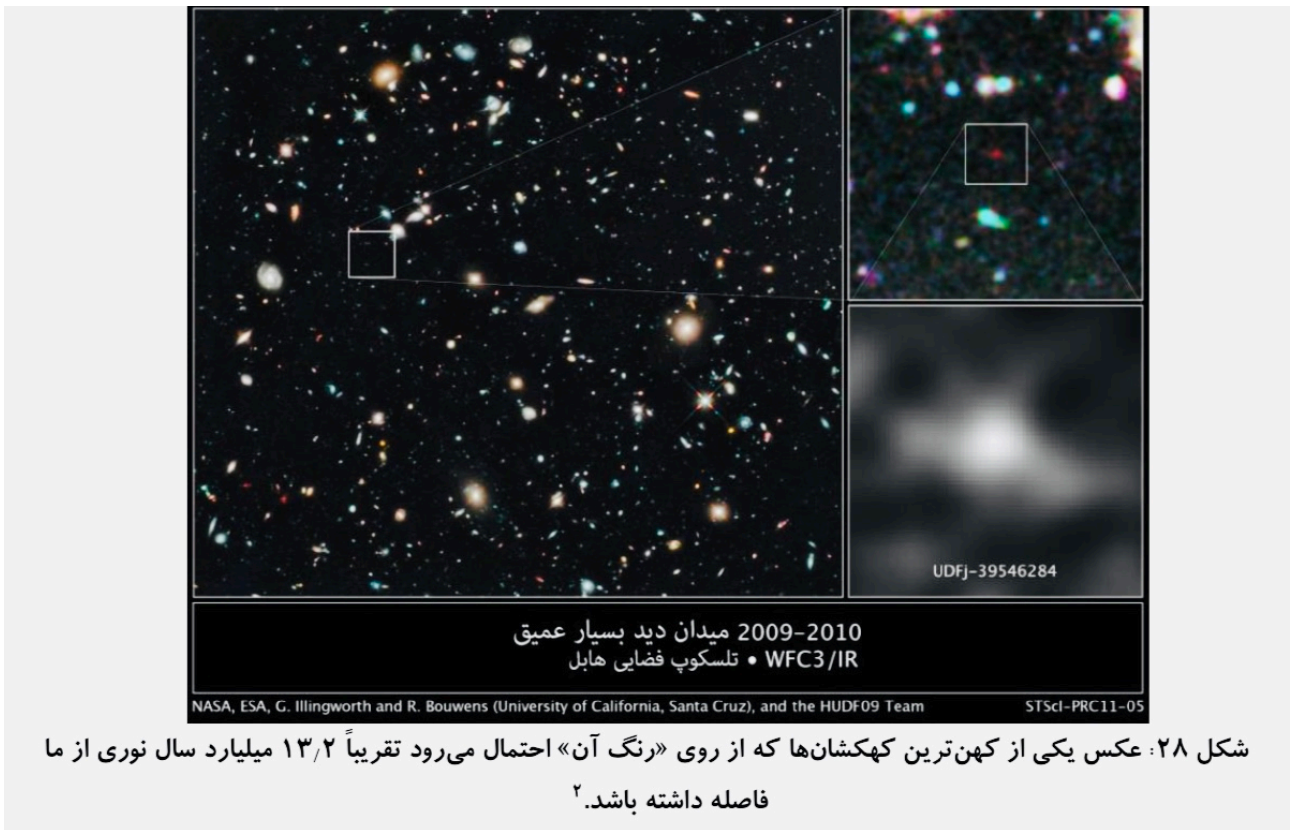 UDFj-39546284
2009-2010 میدان دید بسیار عمیق
WFC3/IR • تلسکوپ فضایی هابل
NASA, ESA, G. Illingworth and R. Bouwens (University of California, Santa Cruz), and the HUDF09 Team
STScI-PRC11-05
شکل ۲۸: عکس یکی از کهن‌ترین کهکشان‌ها که از روی «رنگ آن» احتمال می‌رود تقریباً ۱۳٫۲ میلیارد سال نوری از ما
فاصله داشته باشد.۲